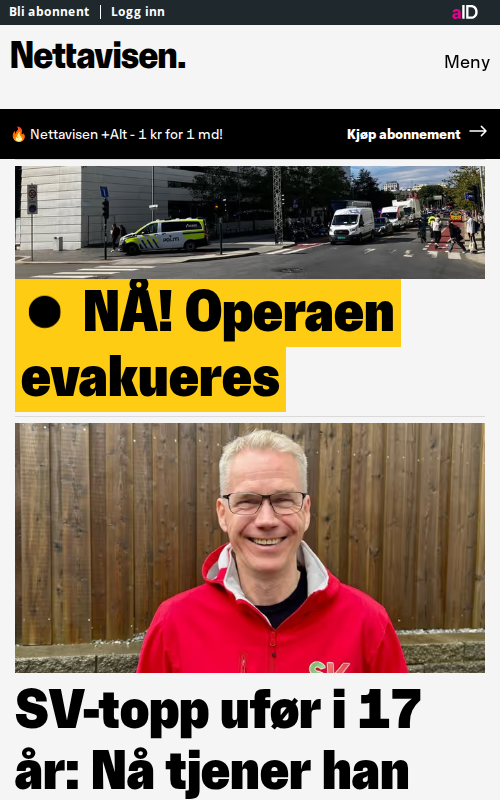 Bli abonnent | Logg inn
aID
Nettavisen.
Meny
🔥 Nettavisen +Alt - 1 kr for 1 md!
Kjøp abonnement →
POLITI
● NÅ! Operaen
evakueres
SV
SV-topp ufør i 17
år: Nå tjener han